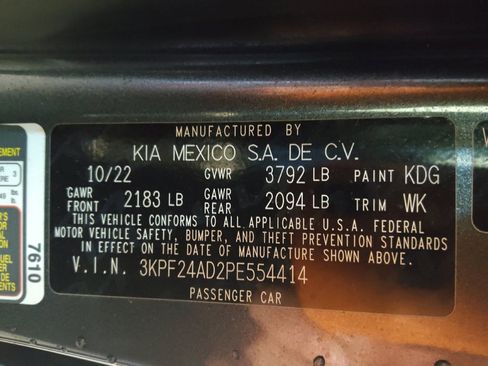 MANUFACTURED BY
KIA MEXICO S.A. DE C.V.
10/22 GVWR 3792 LB PAINT KDG
GAWR FRONT 2183 LB GAWR REAR 2094 LB TRIM WK
THIS VEHICLE CONFORMS TO ALL APPLICABLE U.S.A. FEDERAL
MOTOR VEHICLE SAFETY, BUMPER, AND THEFT PREVENTION STANDARDS
IN EFFECT ON THE DATE OF MANUFACTURE SHOWN ABOVE.
V.I.N. 3KPF24AD2PE554414
PASSENGER CAR
7610